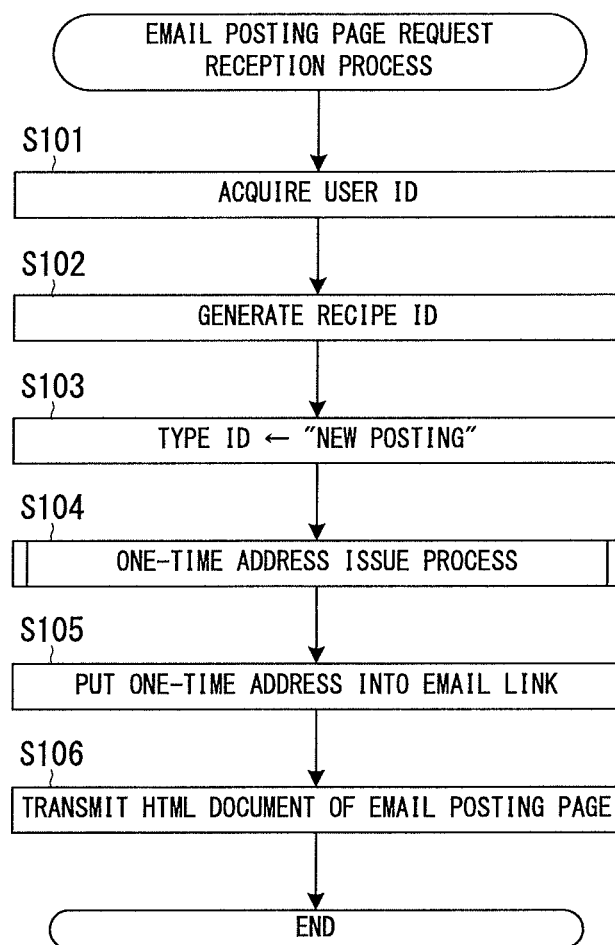 EMAIL POSTING PAGE REQUEST
RECEPTION PROCESS
S101
ACQUIRE USER ID
S102
GENERATE RECIPE ID
S103
TYPE ID ← "NEW POSTING"
S104
ONE-TIME ADDRESS ISSUE PROCESS
S105
PUT ONE-TIME ADDRESS INTO EMAIL LINK
S106
TRANSMIT HTML DOCUMENT OF EMAIL POSTING PAGE
END